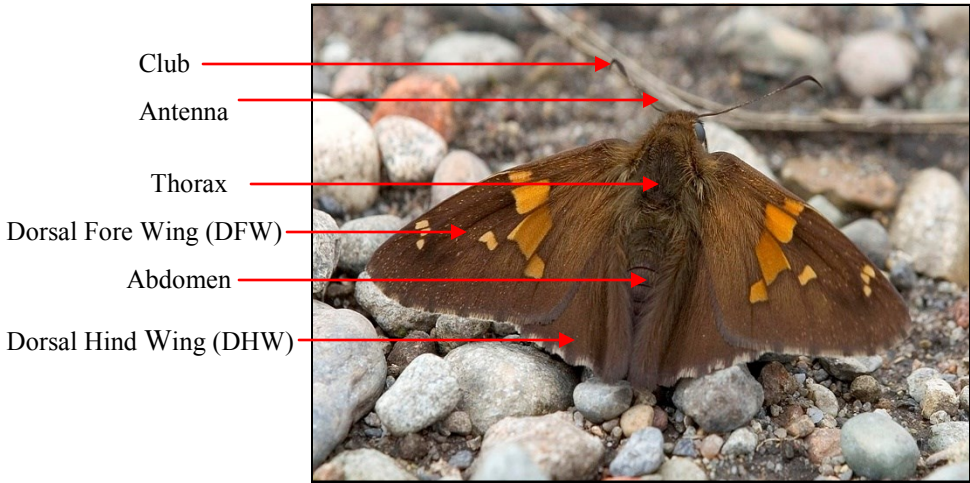 Club
Antenna
Thorax
Dorsal Fore Wing (DFW)
Abdomen
Dorsal Hind Wing (DHW)